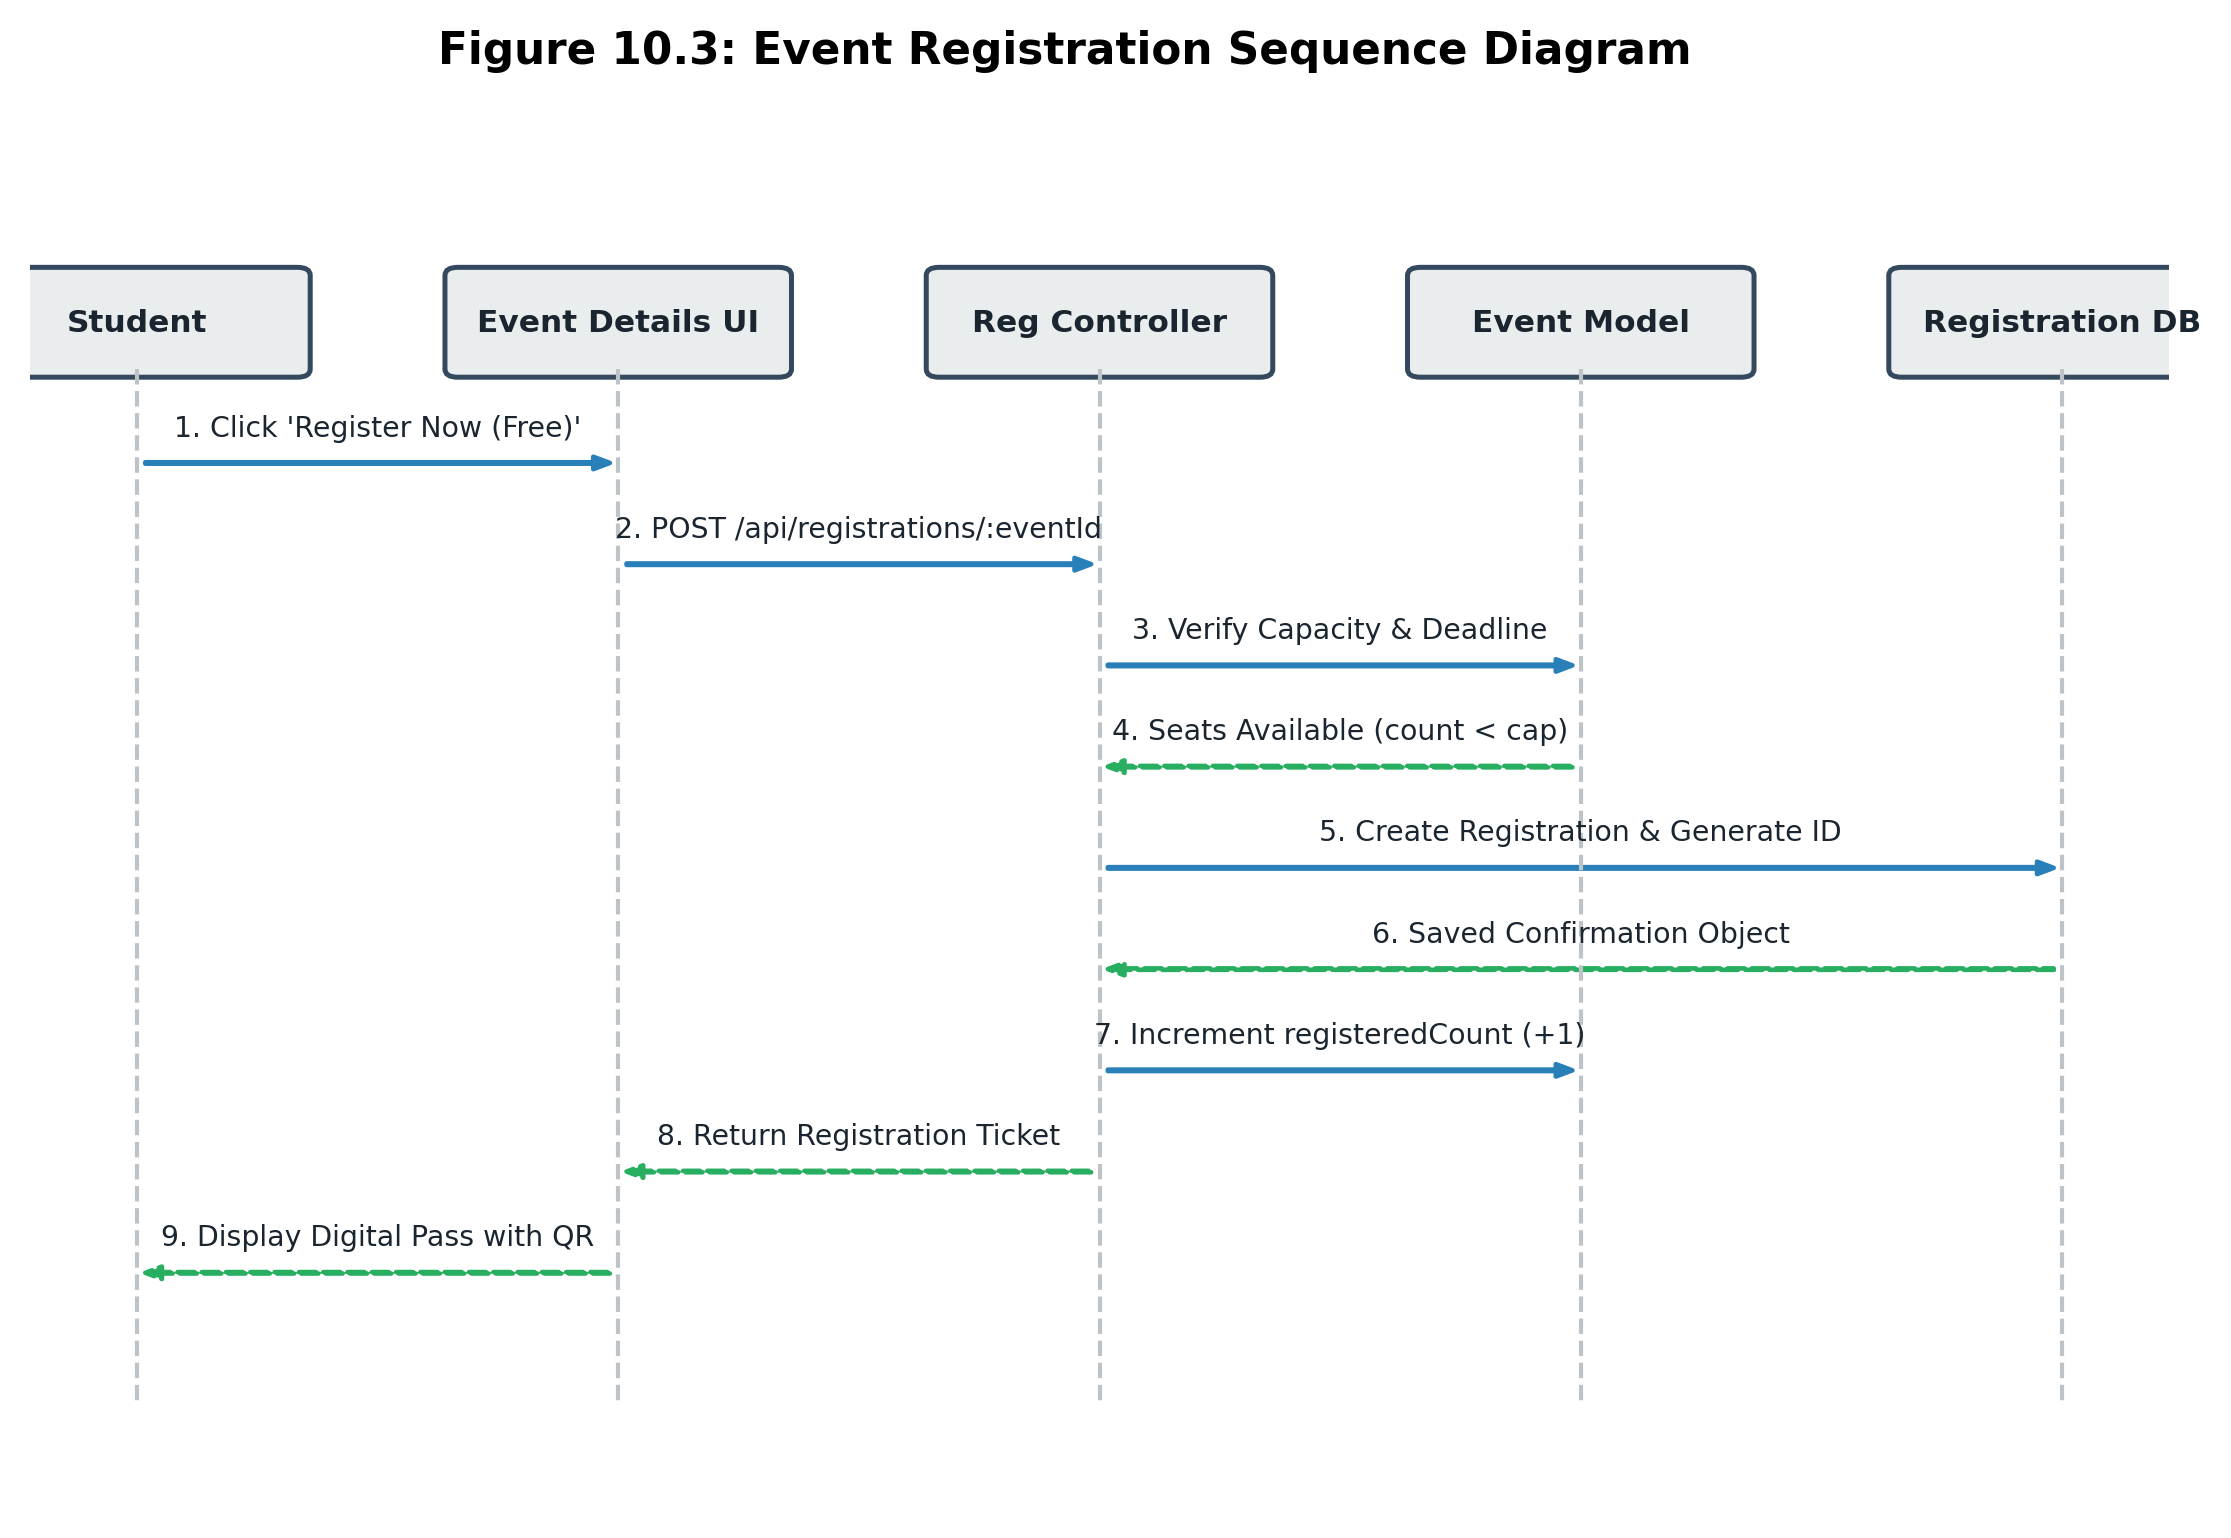 Figure 10.3: Event Registration Sequence Diagram
Student
Event Details UI
Reg Controller
Event Model
Registration DB
1. Click 'Register Now (Free)'
2. POST /api/registrations/:eventId
3. Verify Capacity & Deadline
4. Seats Available (count < cap)
5. Create Registration & Generate ID
6. Saved Confirmation Object
7. Increment registeredCount (+1)
8. Return Registration Ticket
9. Display Digital Pass with QR